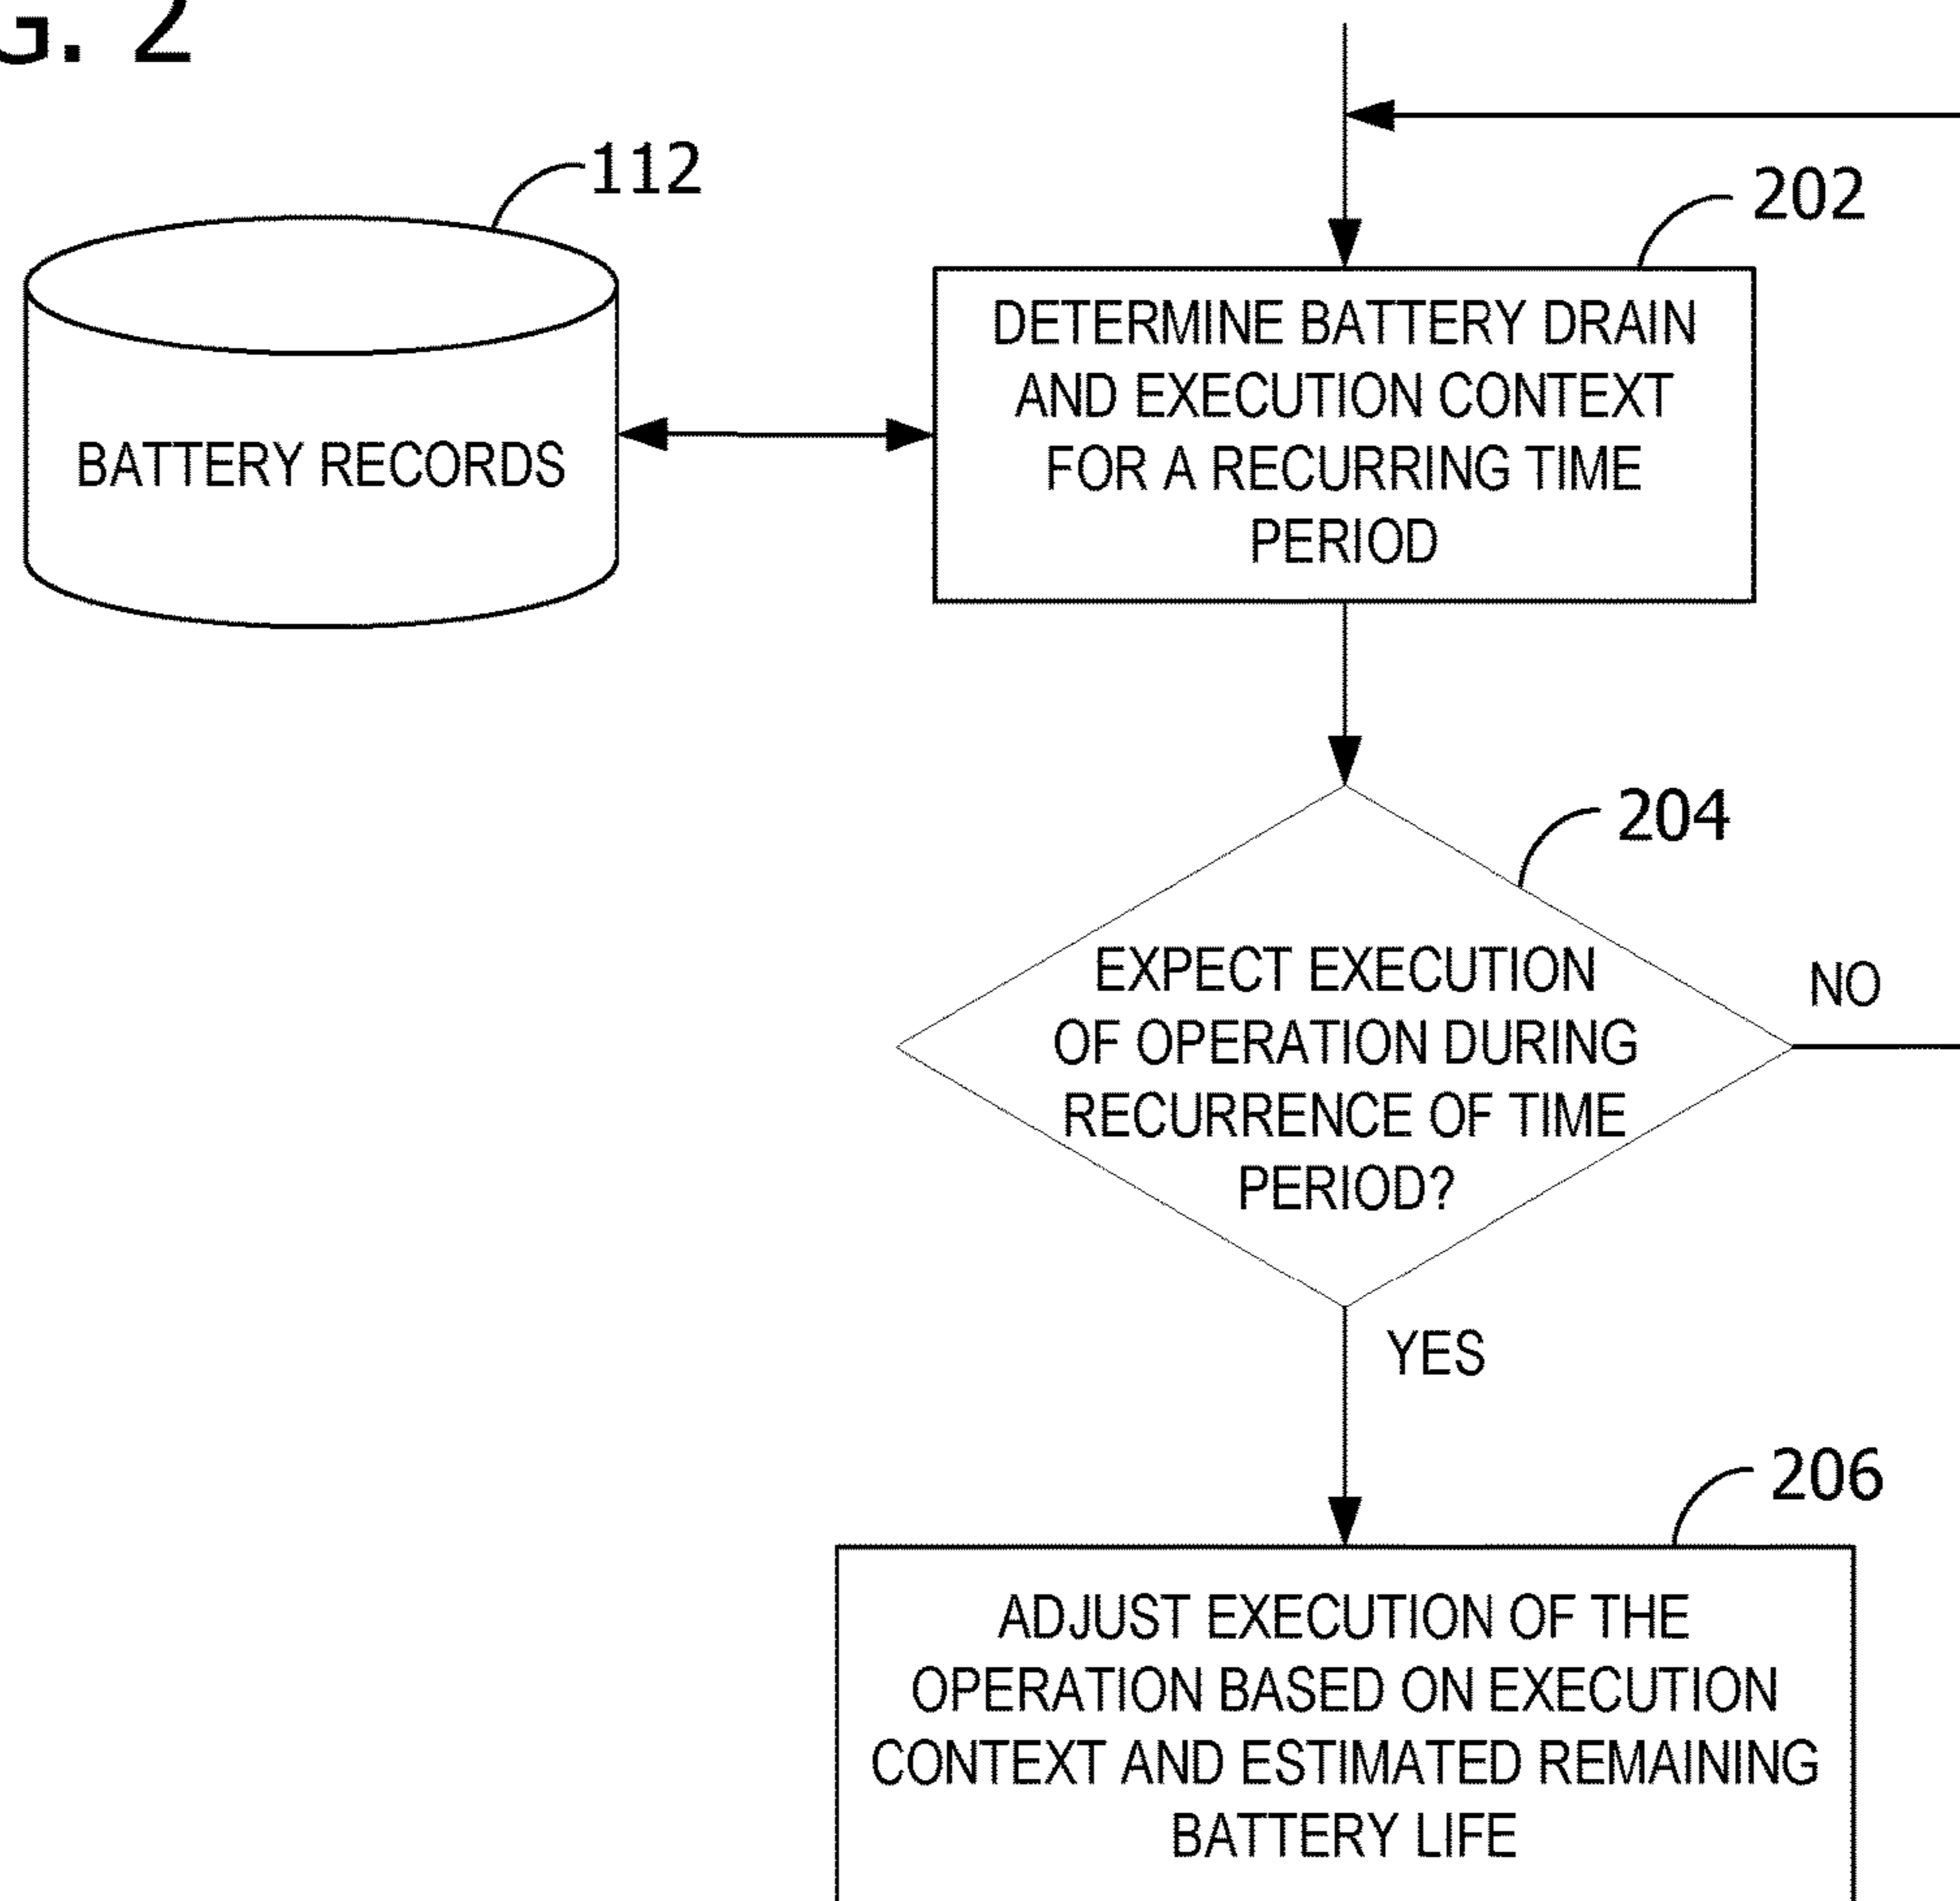 G. 2
112
202
DETERMINE BATTERY DRAIN
AND EXECUTION CONTEXT
FOR A RECURRING TIME
PERIOD
BATTERY RECORDS
204
EXPECT EXECUTION
OF OPERATION DURING
RECURRENCE OF TIME
PERIOD?
NO
YES
206
ADJUST EXECUTION OF THE
OPERATION BASED ON EXECUTION
CONTEXT AND ESTIMATED REMAINING
BATTERY LIFE